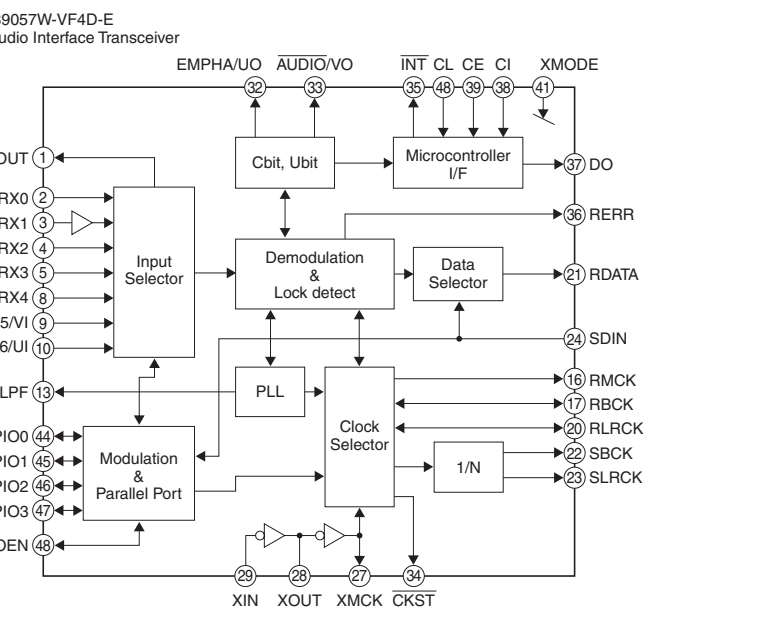 9057W-VF4D-E
udio Interface Transceiver
EMPHA/UO AUDIO/VO INT CL CE CI XMODE
32 33 35 48 39 38 41
OUT 1
Cbit, Ubit
Microcontroller
I/F
37 DO
RX0 2
RX1 3
RX2 4
RX3 5
RX4 8
5/VI 9
6/UI 10
Input
Selector
Demodulation
&
Lock detect
Data
Selector
36 RERR
21 RDATA
24 SDIN
LPF 13
PLL
Clock
Selector
16 RMCK
17 RBCK
20 RLRCK
22 SBCK
23 SLRCK
1/N
PIO0 44
PIO1 45
PIO2 46
PIO3 47
Modulation
&
Parallel Port
OEN 48
29 28 27 34
XIN XOUT XMCK CKST